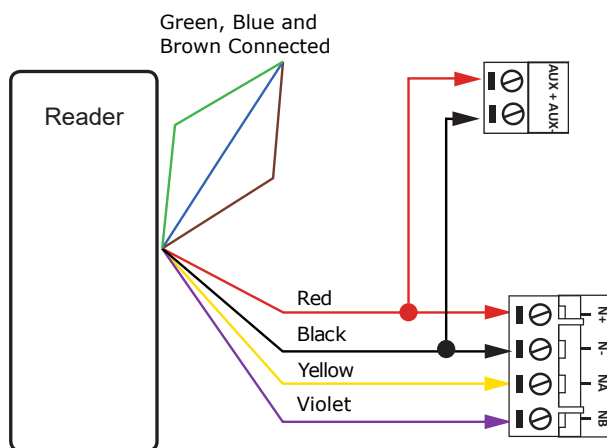 Green, Blue and
Brown Connected
Reader
AUX + AUX-
Red
N+
Black
N-
Yellow
NA
Violet
NB